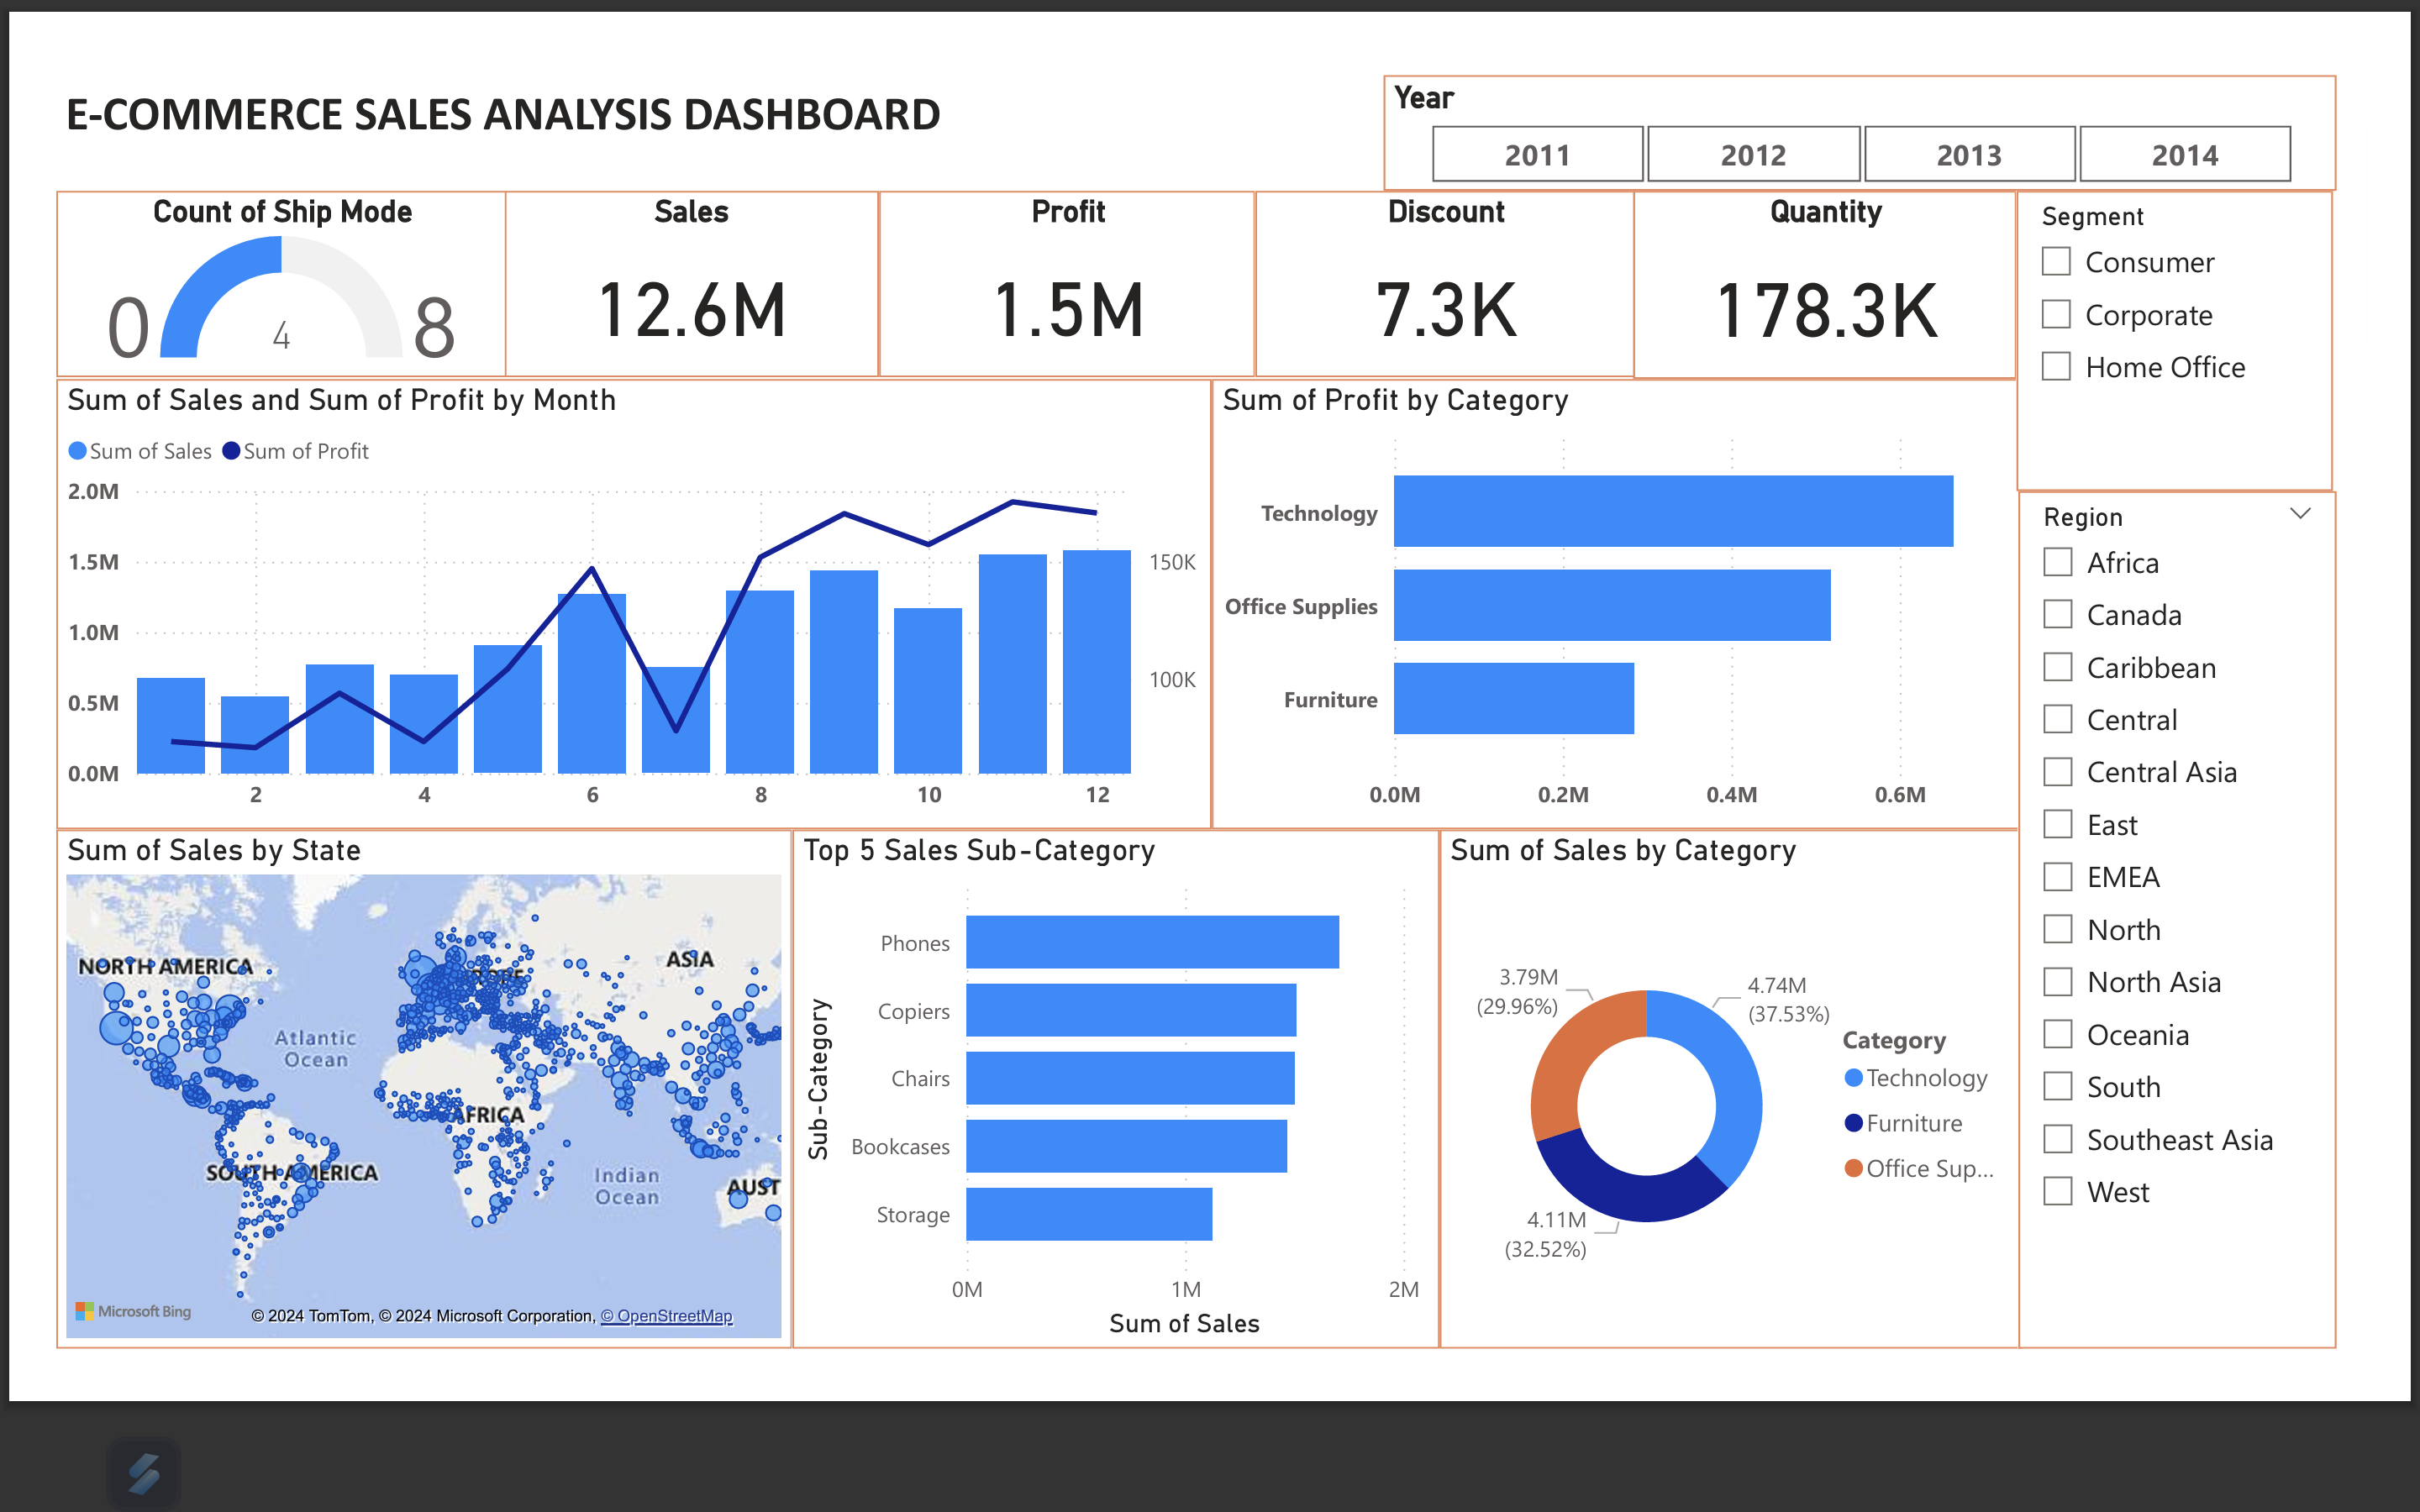 E-COMMERCE SALES ANALYSIS DASHBOARD
Year
2011 2012 2013 2014
Count of Ship Mode
0 4 8
Sales
12.6M
Profit
1.5M
Discount
7.3K
Quantity
178.3K
Segment
Consumer
Corporate
Home Office
Sum of Sales and Sum of Profit by Month
Sum of Sales Sum of Profit
2.0M
1.5M
1.0M
0.5M
0.0M
150K
100K
2 4 6 8 10 12
Sum of Profit by Category
Technology
Office Supplies
Furniture
0.0M 0.2M 0.4M 0.6M
Region
Africa
Canada
Caribbean
Central
Central Asia
East
EMEA
North
North Asia
Oceania
South
Southeast Asia
West
Sum of Sales by State
NORTH AMERICA
ASIA
Atlantic
Ocean
AFRICA
SOUTH AMERICA
Indian
Ocean
AUST
Microsoft Bing
© 2024 TomTom, © 2024 Microsoft Corporation, © OpenStreetMap
Top 5 Sales Sub-Category
Sub-Category
Phones
Copiers
Chairs
Bookcases
Storage
0M 1M 2M
Sum of Sales
Sum of Sales by Category
3.79M
(29.96%)
4.74M
(37.53%)
4.11M
(32.52%)
Category
Technology
Furniture
Office Sup...